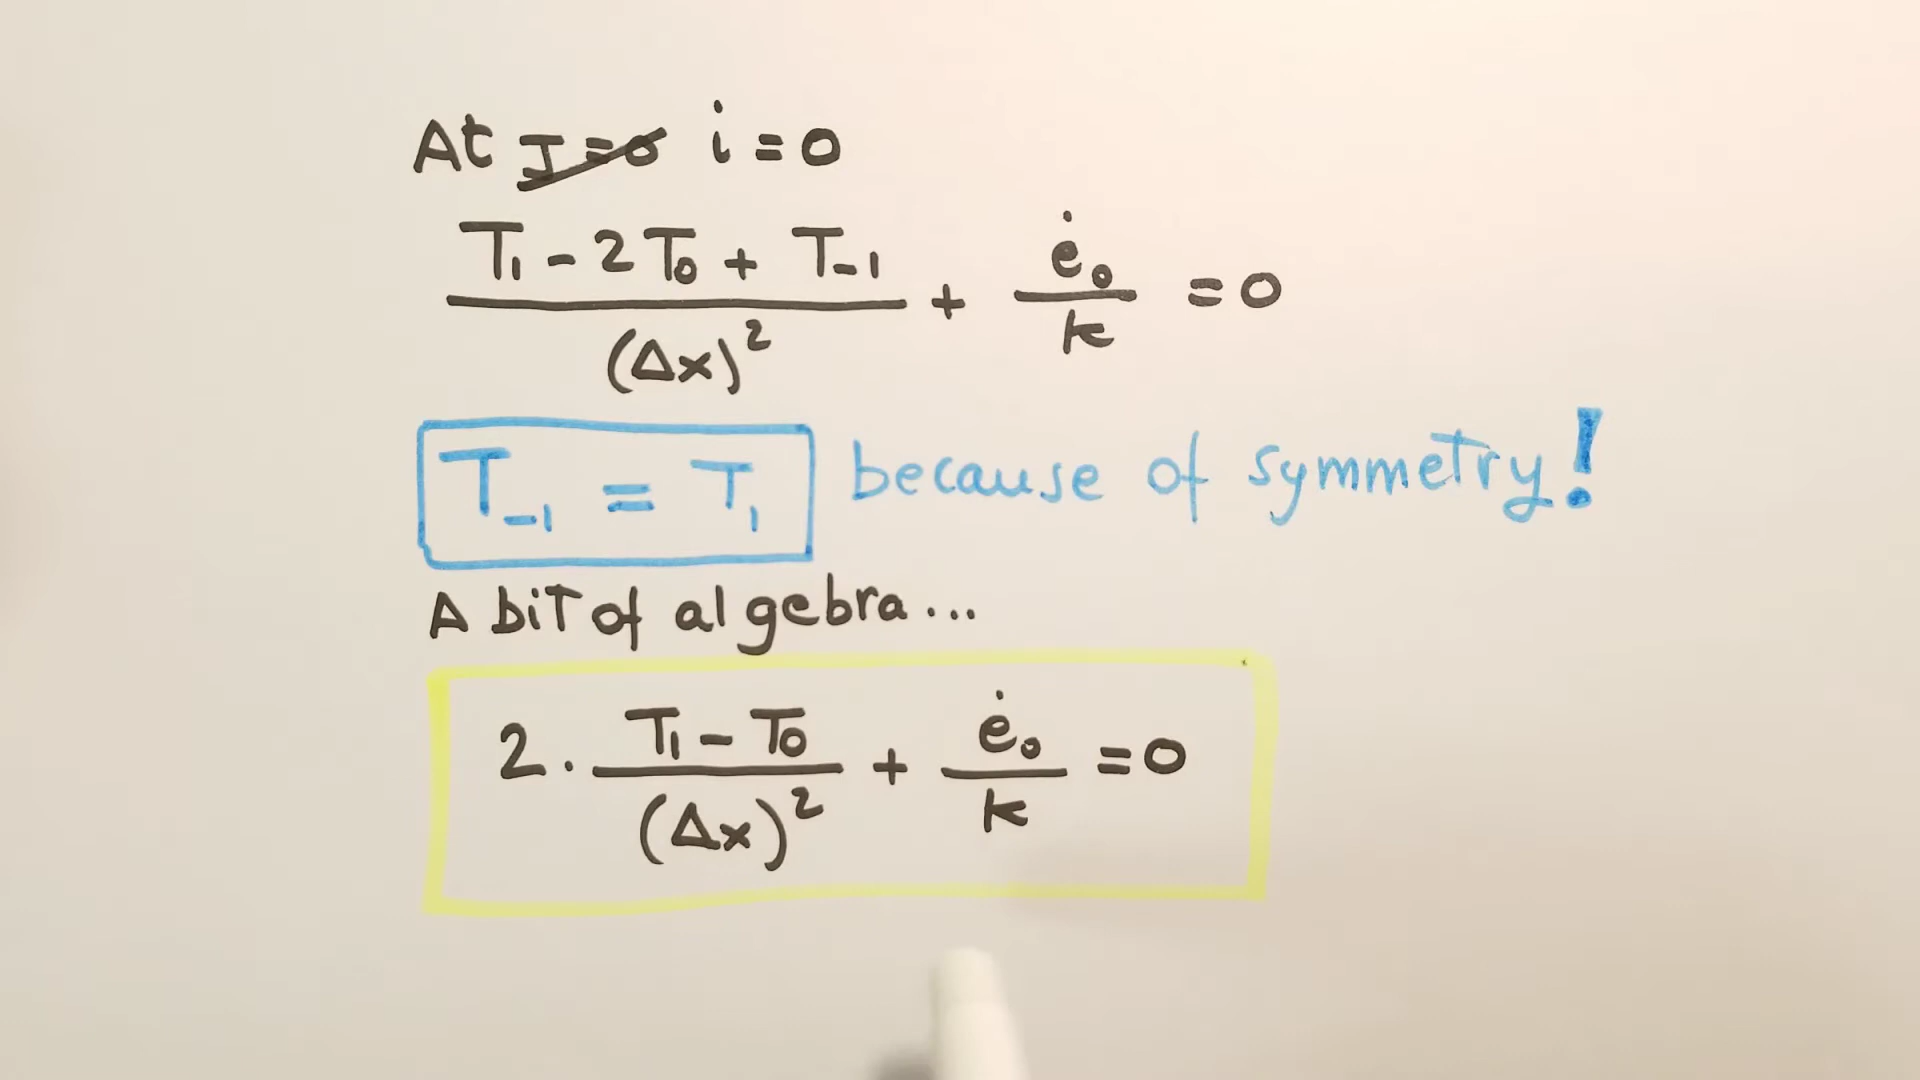 At J=0 i=0
(T₁ - 2T₀ + T₋₁)/(Δx)² + ė₀/k = 0
T₋₁ = T₁ because of symmetry!
A bit of algebra...
2 · (T₁ - T₀)/(Δx)² + ė₀/k = 0